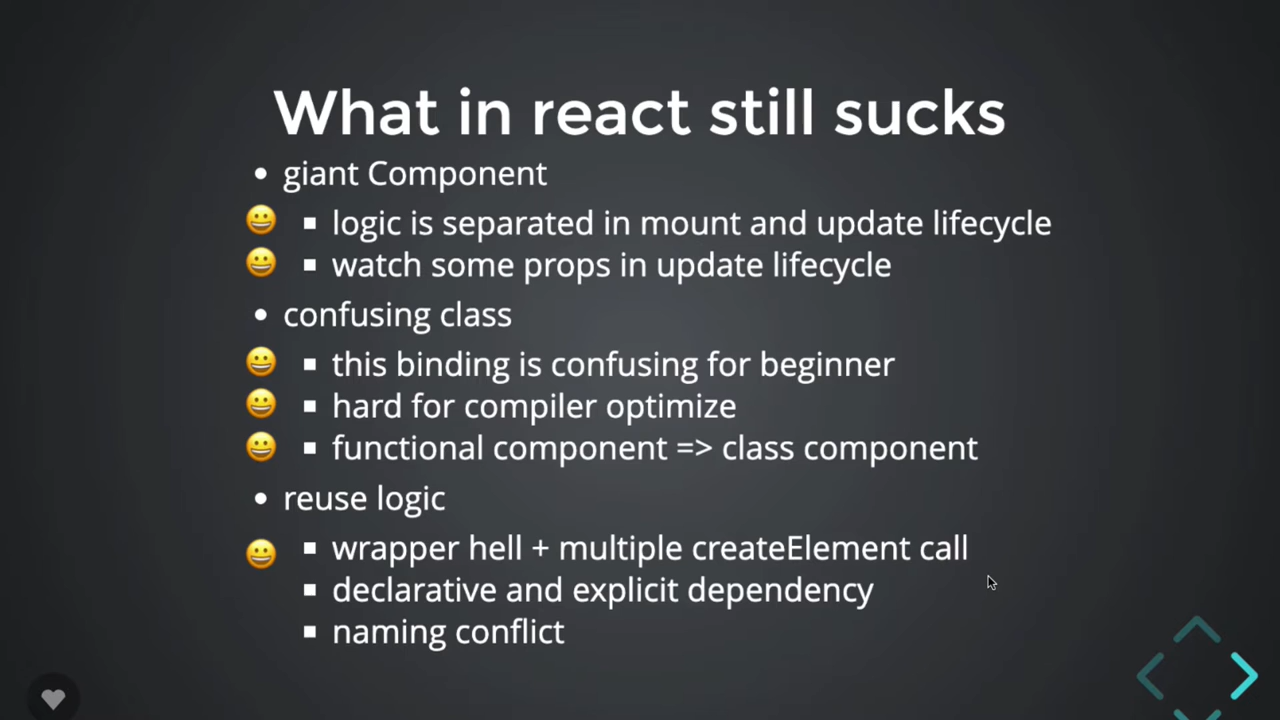 What in react still sucks
giant Component
logic is separated in mount and update lifecycle
watch some props in update lifecycle
confusing class
this binding is confusing for beginner
hard for compiler optimize
functional component => class component
reuse logic
wrapper hell + multiple createElement call
declarative and explicit dependency
naming conflict